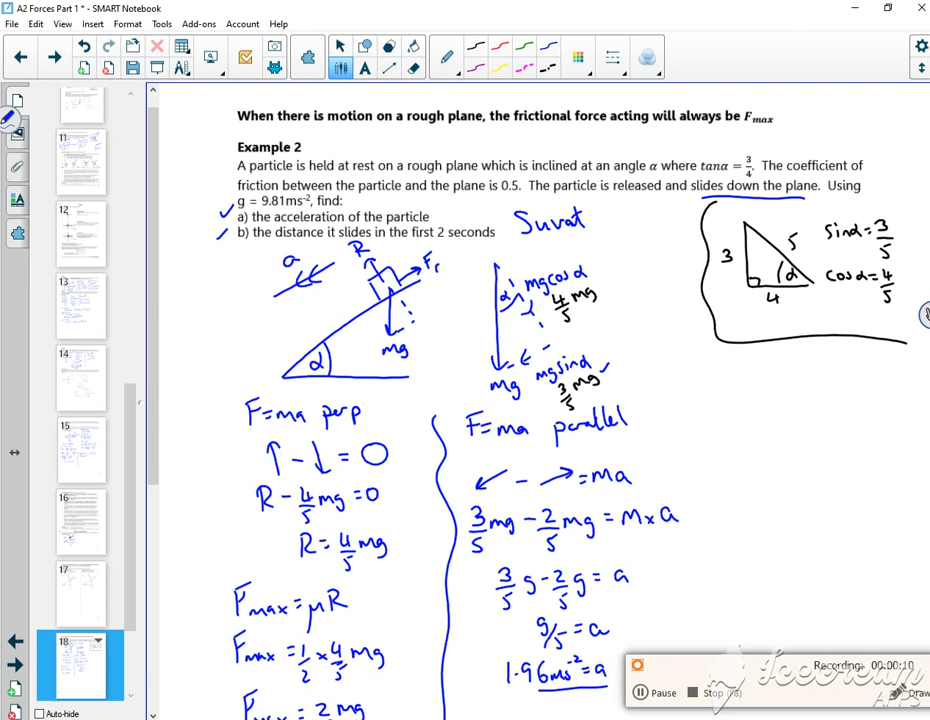 A2 Forces Part 1 * - SMART Notebook
File Edit View Insert Format Tools Add-ons Account Help
When there is motion on a rough plane, the frictional force acting will always be F max
Example 2
A particle is held at rest on a rough plane which is inclined at an angle α where tanα = 3/4. The coefficient of
friction between the particle and the plane is 0.5. The particle is released and slides down the plane. Using
g = 9.81ms-2, find:
a) the acceleration of the particle
b) the distance it slides in the first 2 seconds
Suvat
3
5
4
α
sinα = 3/5
cosα = 4/5
a
R
Fr
mg
α
α
mgcosα
4/5 mg
mgsinα
3/5 mg
mg
F=ma perp
↑ - ↓ = 0
R - 4/5 mg = 0
R = 4/5 mg
Fmax = μR
Fmax = 1/2 x 4/5 mg
Fmax = 2 mg
F=ma parallel
↙ - ↗ = ma
3/5 mg - 2/5 mg = m x a
3/5 g - 2/5 g = a
g/5 = a
1.96ms-2 = a
11
12
13
14
15
16
17
18
Auto-hide
Recording: 00:00:10
Pause
Stop (F8)
Draw
Icecream
APPS